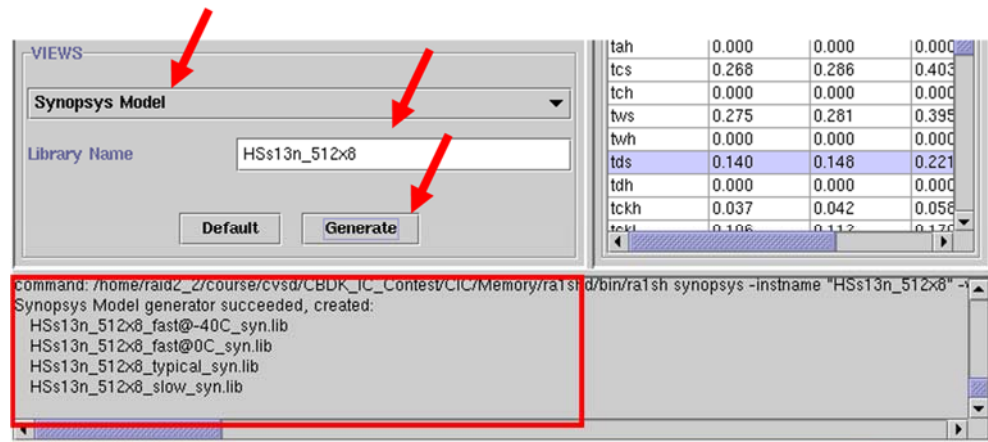 VIEWS
Synopsys Model
Library Name HSs13n_512x8
Default Generate
tah 0.000 0.000 0.000
tcs 0.268 0.286 0.403
tch 0.000 0.000 0.000
tws 0.275 0.281 0.395
twh 0.000 0.000 0.000
tds 0.140 0.148 0.221
tdh 0.000 0.000 0.000
tckh 0.037 0.042 0.058
command: /home/raid2_2/course/cvsd/CBDK_IC_Contest/CIC/Memory/ra1shd/bin/ra1sh synopsys -instname "HSs13n_512x8"
Synopsys Model generator succeeded, created:
HSs13n_512x8_fast@-40C_syn.lib
HSs13n_512x8_fast@0C_syn.lib
HSs13n_512x8_typical_syn.lib
HSs13n_512x8_slow_syn.lib